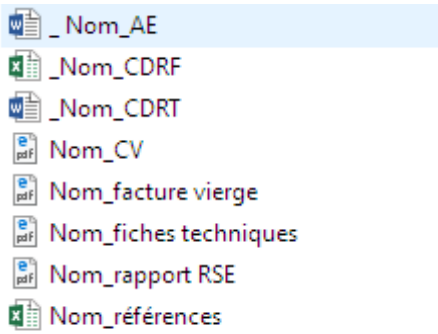 _ Nom_AE
_Nom_CDRF
_Nom_CDRT
Nom_CV
Nom_facture vierge
Nom_fiches techniques
Nom_rapport RSE
Nom_références